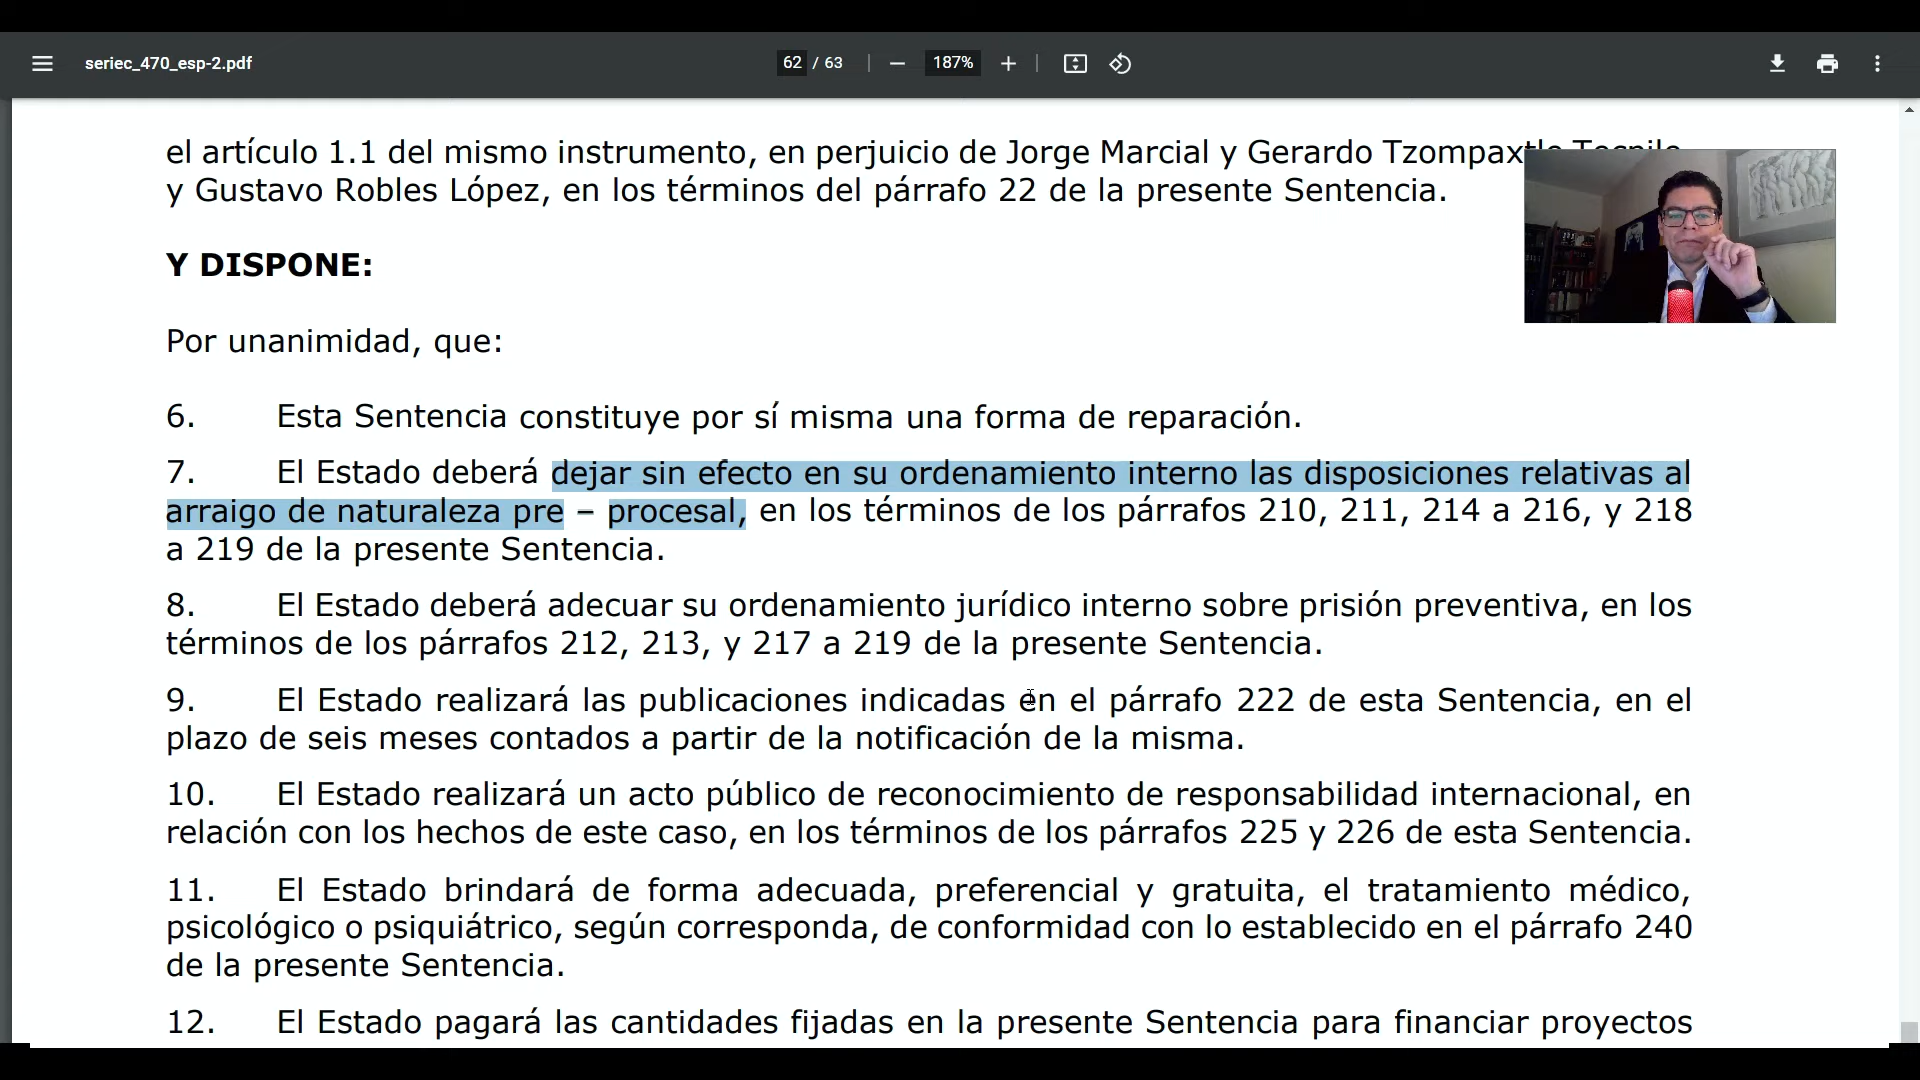 seriec_470_esp-2.pdf
62 / 63
187%
el artículo 1.1 del mismo instrumento, en perjuicio de Jorge Marcial y Gerardo
y Gustavo Robles López, en los términos del párrafo 22 de la presente Sentencia.
Y DISPONE:
Por unanimidad, que:
6. Esta Sentencia constituye por sí misma una forma de reparación.
7. El Estado deberá dejar sin efecto en su ordenamiento interno las disposiciones relativas al
arraigo de naturaleza pre – procesal, en los términos de los párrafos 210, 211, 214 a 216, y 218
a 219 de la presente Sentencia.
8. El Estado deberá adecuar su ordenamiento jurídico interno sobre prisión preventiva, en los
términos de los párrafos 212, 213, y 217 a 219 de la presente Sentencia.
9. El Estado realizará las publicaciones indicadas en el párrafo 222 de esta Sentencia, en el
plazo de seis meses contados a partir de la notificación de la misma.
10. El Estado realizará un acto público de reconocimiento de responsabilidad internacional, en
relación con los hechos de este caso, en los términos de los párrafos 225 y 226 de esta Sentencia.
11. El Estado brindará de forma adecuada, preferencial y gratuita, el tratamiento médico,
psicológico o psiquiátrico, según corresponda, de conformidad con lo establecido en el párrafo 240
de la presente Sentencia.
12. El Estado pagará las cantidades fijadas en la presente Sentencia para financiar proyectos